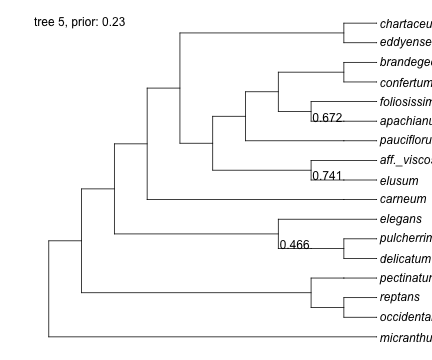 tree 5, prior: 0.23
chartaceu
eddyense
brandegee
confertum
foliosissim
0.672
apachianu
paucifloru
aff._visco
0.741
elusum
carneum
elegans
0.466
pulcherrin
delicatum
pectinatur
reptans
occidenta
micranthu